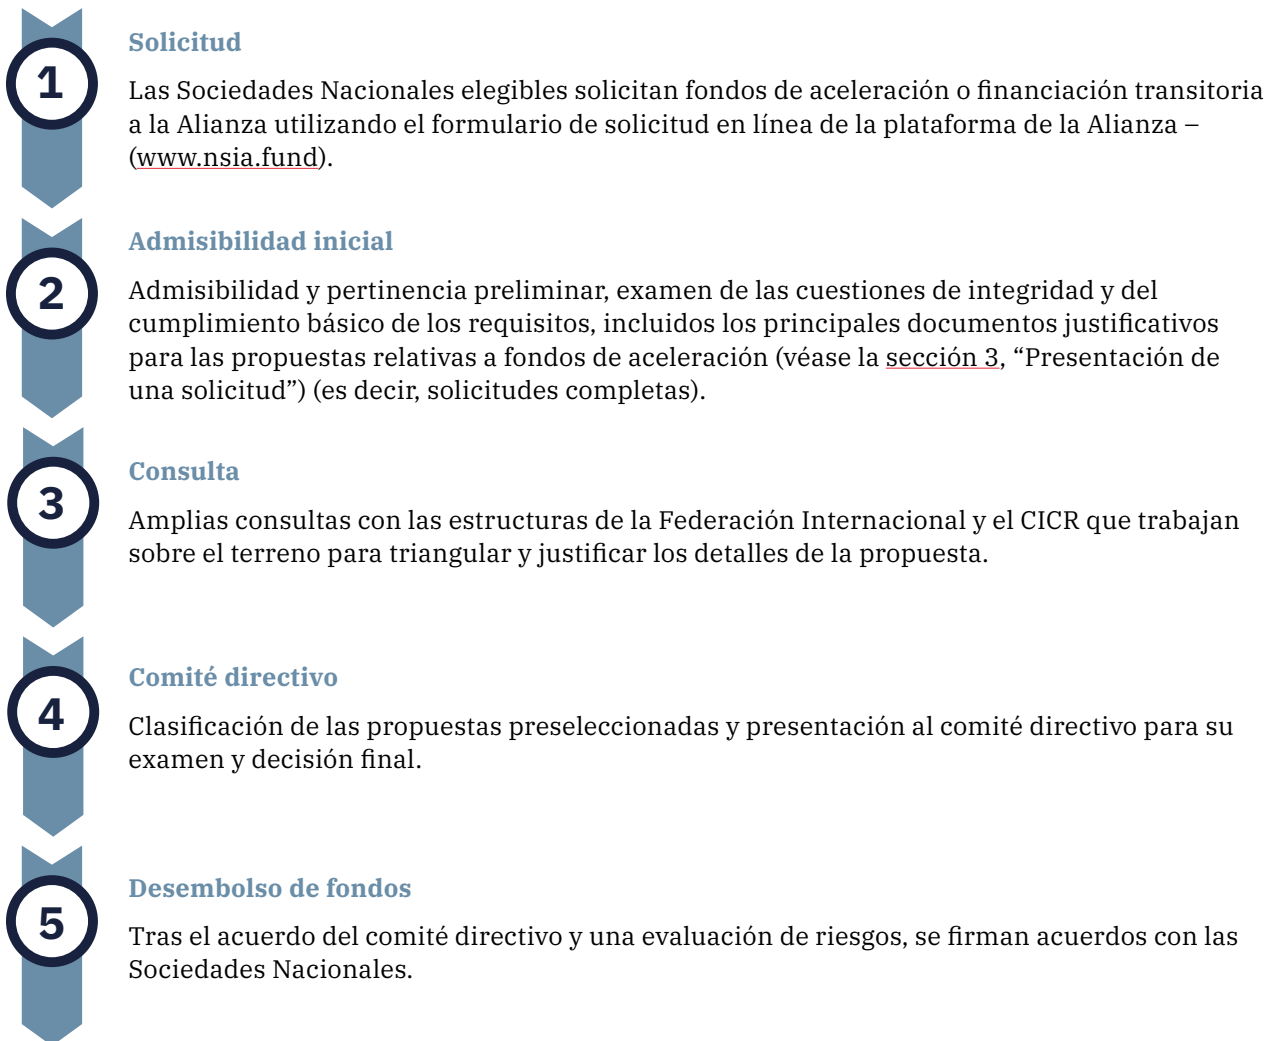 1
Solicitud
Las Sociedades Nacionales elegibles solicitan fondos de aceleración o financiación transitoria
a la Alianza utilizando el formulario de solicitud en línea de la plataforma de la Alianza –
(www.nsia.fund).
2
Admisibilidad inicial
Admisibilidad y pertinencia preliminar, examen de las cuestiones de integridad y del
cumplimiento básico de los requisitos, incluidos los principales documentos justificativos
para las propuestas relativas a fondos de aceleración (véase la sección 3, “Presentación de
una solicitud”) (es decir, solicitudes completas).
3
Consulta
Amplias consultas con las estructuras de la Federación Internacional y el CICR que trabajan
sobre el terreno para triangular y justificar los detalles de la propuesta.
4
Comité directivo
Clasificación de las propuestas preseleccionadas y presentación al comité directivo para su
examen y decisión final.
5
Desembolso de fondos
Tras el acuerdo del comité directivo y una evaluación de riesgos, se firman acuerdos con las
Sociedades Nacionales.